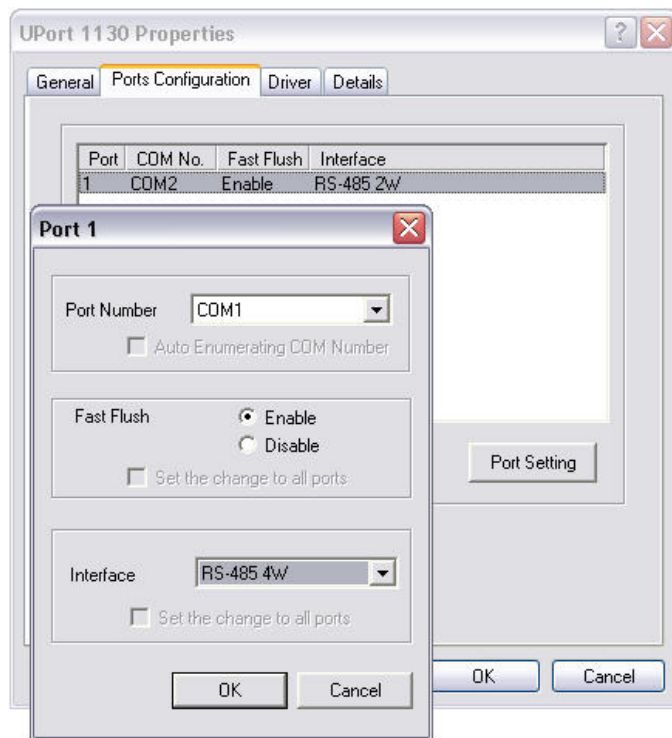 UPort 1130 Properties
General Ports Configuration Driver Details
Port COM No. Fast Flush Interface
1 COM2 Enable RS-485 2W
Port 1
Port Number COM1
Auto Enumerating COM Number
Fast Flush Enable
Disable
Set the change to all ports
Port Setting
Interface RS-485 4W
Set the change to all ports
OK Cancel
OK Cancel